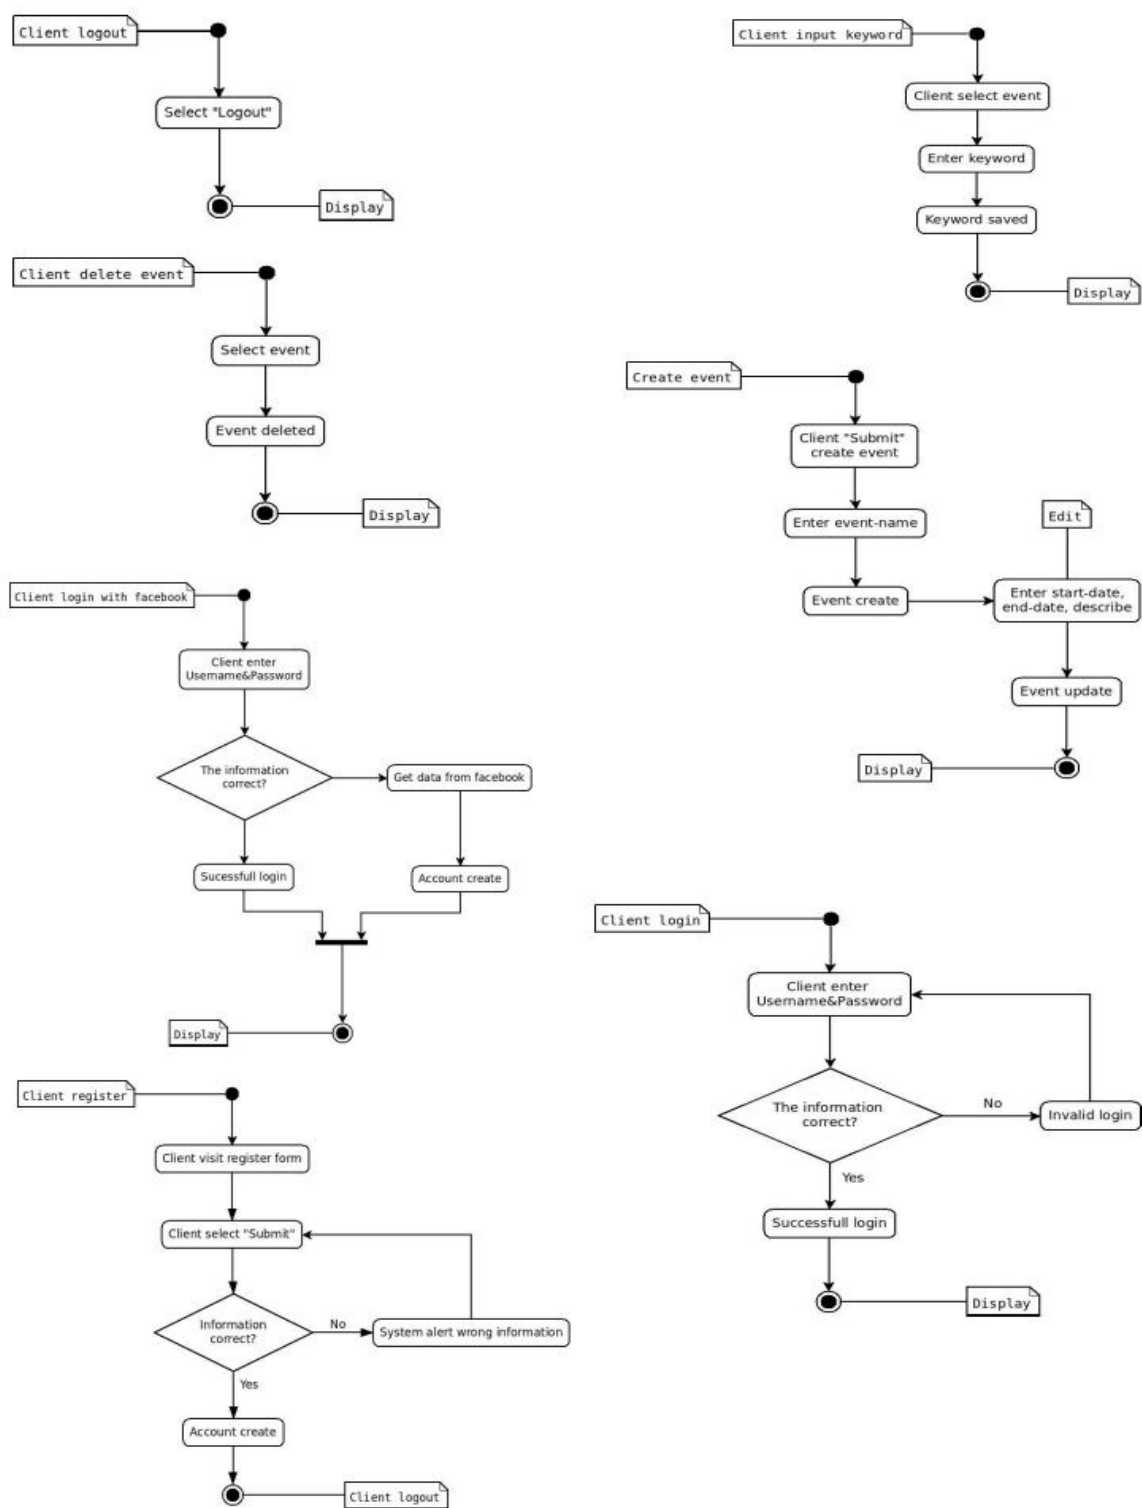 Client logout
Select "Logout"
Display
Client delete event
Select event
Event deleted
Display
Client login with facebook
Client enter
Username&Password
The information
correct?
Get data from facebook
Sucessfull login
Account create
Display
Client register
Client visit register form
Client select "Submit"
Information
correct?
No
System alert wrong information
Yes
Account create
Client logout
Client input keyword
Client select event
Enter keyword
Keyword saved
Display
Create event
Client "Submit"
create event
Enter event-name
Edit
Event create
Enter start-date,
end-date, describe
Event update
Display
Client login
Client enter
Username&Password
The information
correct?
No
Invalid login
Yes
Successfull login
Display